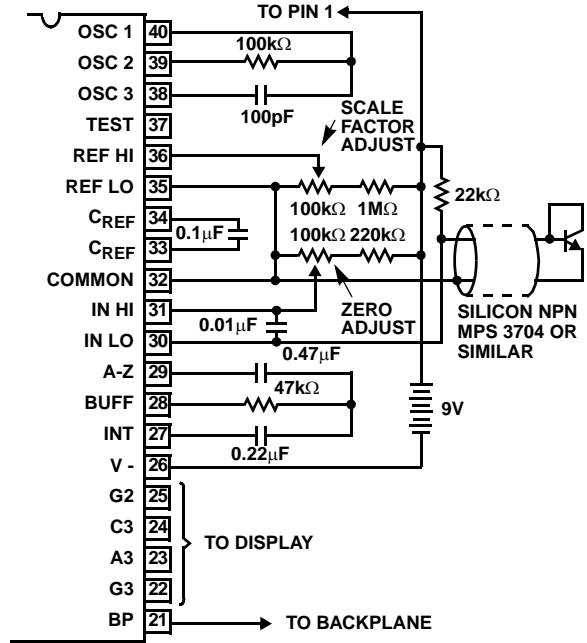 TO PIN 1
OSC 1 40
OSC 2 39
OSC 3 38
TEST 37
REF HI 36
REF LO 35
CREF 34
CREF 33
COMMON 32
IN HI 31
IN LO 30
A-Z 29
BUFF 28
INT 27
V - 26
G2 25
C3 24
A3 23
G3 22
BP 21
100kΩ
100pF
SCALE
FACTOR
ADJUST
22kΩ
100kΩ 1MΩ
0.1μF
100kΩ 220kΩ
ZERO
ADJUST
0.01μF
0.47μF
47kΩ
0.22μF
9V
SILICON NPN
MPS 3704 OR
SIMILAR
TO DISPLAY
TO BACKPLANE